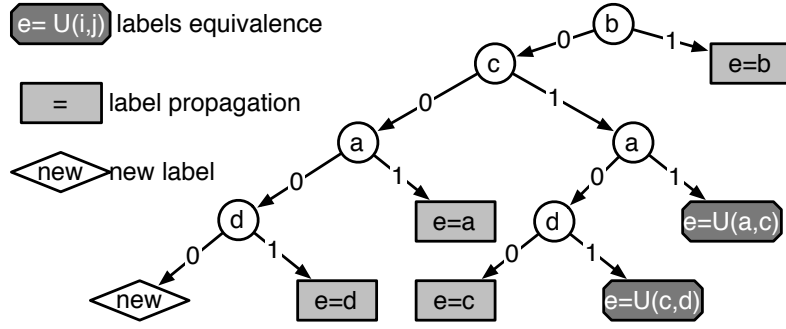 e= U(i,j) labels equivalence
b
0
1
c
e=b
= label propagation
0
1
a
a
new new label
0
1
0
1
d
e=a
d
e=U(a,c)
0
1
0
1
new
e=d
e=c
e=U(c,d)